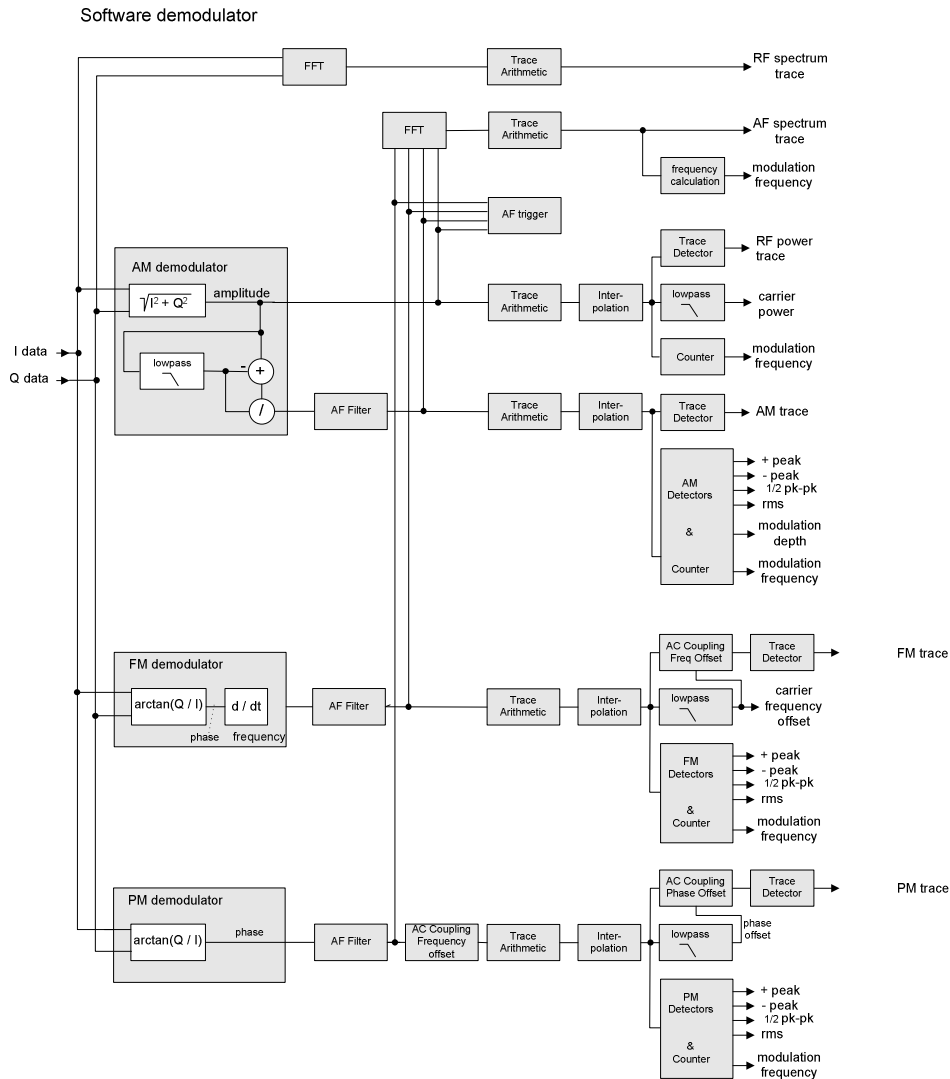 Software demodulator
FFT
Trace
Arithmetic
RF spectrum
trace
FFT
Trace
Arithmetic
AF spectrum
trace
frequency
calculation
modulation
frequency
AF trigger
AM demodulator
√I² + Q²
amplitude
Trace
Arithmetic
Inter-
polation
Trace
Detector
RF power
trace
lowpass
carrier
power
Counter
modulation
frequency
I data
Q data
lowpass
-
+
/
AF Filter
Trace
Arithmetic
Inter-
polation
Trace
Detector
AM trace
AM
Detectors
&
Counter
+ peak
- peak
1/2 pk-pk
rms
modulation
depth
modulation
frequency
FM demodulator
arctan(Q / I)
d / dt
phase
frequency
AF Filter
Trace
Arithmetic
Inter-
polation
AC Coupling
Freq Offset
Trace
Detector
FM trace
lowpass
carrier
frequency
offset
FM
Detectors
&
Counter
+ peak
- peak
1/2 pk-pk
rms
modulation
frequency
PM demodulator
arctan(Q / I)
phase
AF Filter
AC Coupling
Frequency
offset
Trace
Arithmetic
Inter-
polation
AC Coupling
Phase Offset
Trace
Detector
PM trace
lowpass
phase
offset
PM
Detectors
&
Counter
+ peak
- peak
1/2 pk-pk
rms
modulation
frequency